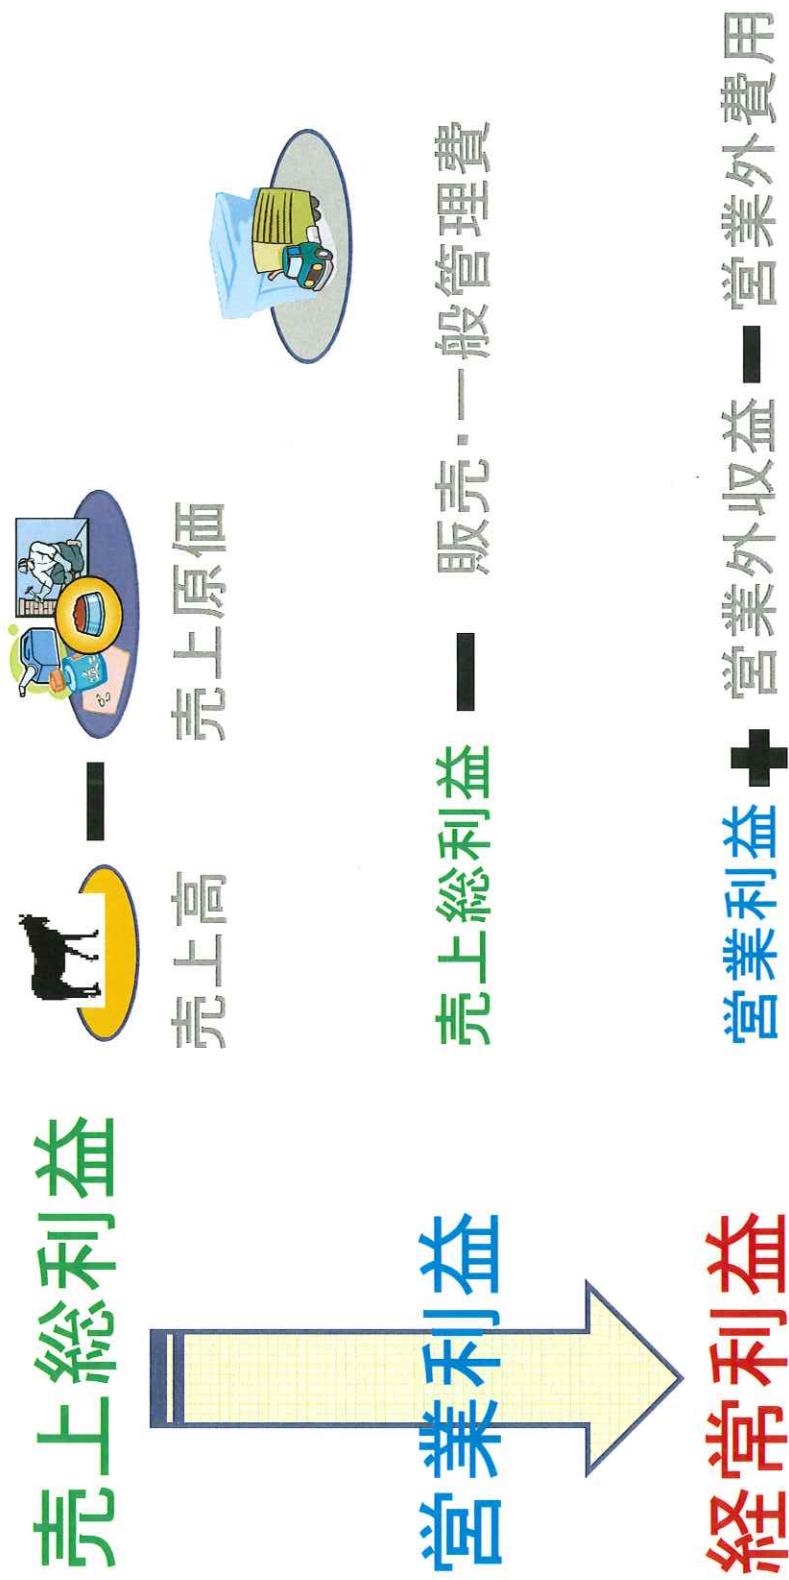 売上総利益
売上高 − 売上原価
営業利益
売上総利益 − 販売・一般管理費
経常利益
営業利益 + 営業外収益 − 営業外費用